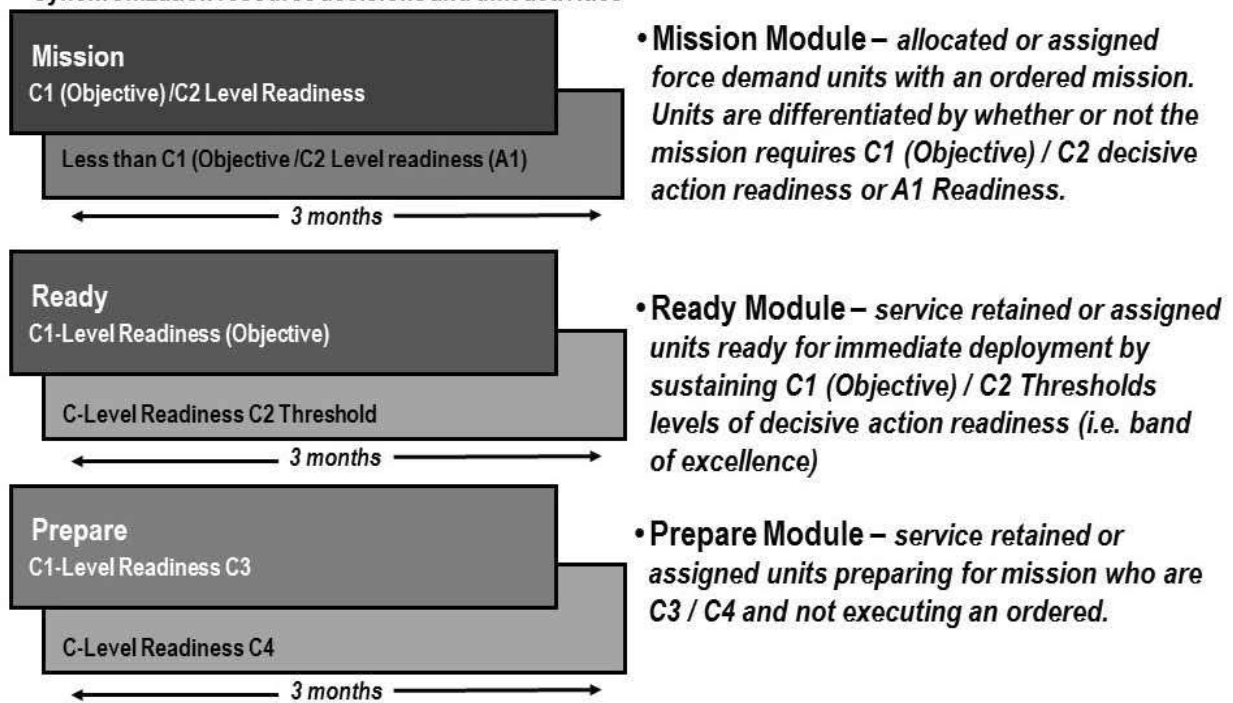 Mission
C1 (Objective) /C2 Level Readiness
Less than C1 (Objective /C2 Level readiness (A1)
3 months
• Mission Module – allocated or assigned
force demand units with an ordered mission.
Units are differentiated by whether or not the
mission requires C1 (Objective) / C2 decisive
action readiness or A1 Readiness.
Ready
C1-Level Readiness (Objective)
C-Level Readiness C2 Threshold
3 months
• Ready Module – service retained or assigned
units ready for immediate deployment by
sustaining C1 (Objective) / C2 Thresholds
levels of decisive action readiness (i.e. band
of excellence)
Prepare
C1-Level Readiness C3
C-Level Readiness C4
3 months
• Prepare Module – service retained or
assigned units preparing for mission who are
C3 / C4 and not executing an ordered.